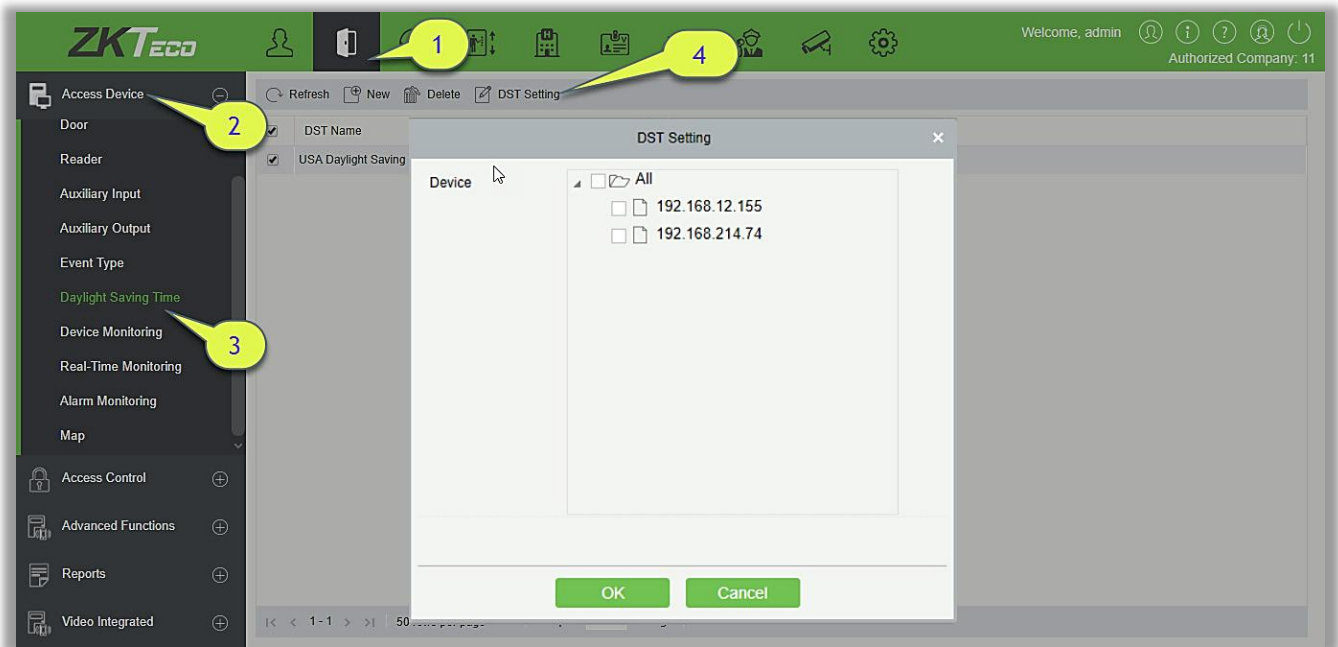 ZKTeco
Welcome, admin
Authorized Company: 11
1
4
Access Device
2
Door
Reader
Auxiliary Input
Auxiliary Output
Event Type
Daylight Saving Time
3
Device Monitoring
Real-Time Monitoring
Alarm Monitoring
Map
Access Control
Advanced Functions
Reports
Video Integrated
Refresh New Delete DST Setting
DST Name
USA Daylight Saving
DST Setting
Device
All
192.168.12.155
192.168.214.74
OK Cancel
1-1 50